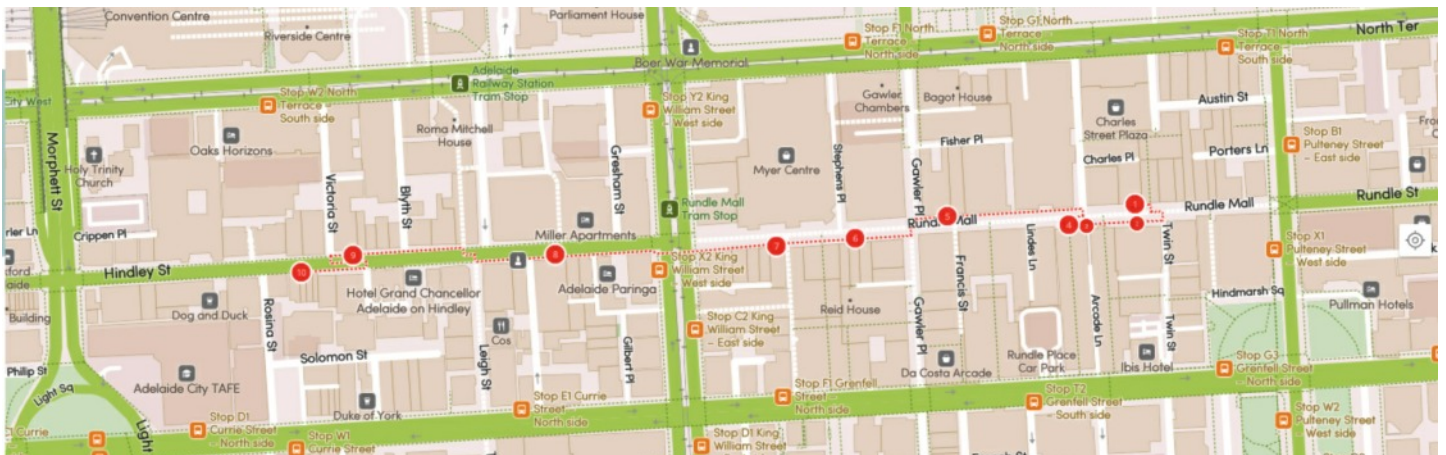 Convention Centre
Parliament House
Riverside Centre
Stop F1 North
Terrace –
North side
Stop G1 North
Terrace –
North side
North Ter
Boer War Memorial
Stop T1 North
Terrace –
South side
City West
Adelaide
Railway Station
Tram Stop
Stop W2 North
Terrace –
South side
Stop Y2 King
William Street
– West side
Gawler
Chambers
Bagot House
Austin St
Charles
Street Plaza
Stop B1
Pulteney Street
– East side
Morphett St
Oaks Horizons
Roma Mitchell
House
Holy Trinity
Church
Gresham St
Myer Centre
Stephens Pl
Fisher Pl
Charles Pl
Porters Ln
Victoria St
Blyth St
Gawler Pl
Rundle St
Rundle Mall
Tram Stop
5
1
Rundle Mall
Rundle Mall
4
Crippen Pl
Miller Apartments
6
7
8
9
10
Hindley St
Lindes Ln
Twin St
Stop X1
Pulteney Street
– West side
Stop X2 King
William Street
– West side
Hotel Grand Chancellor
Adelaide on Hindley
Adelaide Paringa
Francis St
Hindmarsh Sq
Pullman Hotels
Building
Dog and Duck
Rosina St
Reid House
Gawler Pl
Arcade Ln
Twin St
Cos
Stop C2 King
William Street
– East side
Solomon St
Leigh St
Gilbert Pl
Rundle Place
Car Park
Ibis Hotel
Stop G3
Grenfell Street
– North side
Da Costa Arcade
Philip St
Light Sq
Adelaide City TAFE
Duke of York
Stop E1 Currie
Street –
North side
Stop F1 Grenfell
Street –
North side
Stop T2
Grenfell Street
– South side
Stop D1
Currie Street
– North side
Light
Stop W1
Currie Street
Stop D1 King
William Street
Stop W2
Pulteney Street
– West side